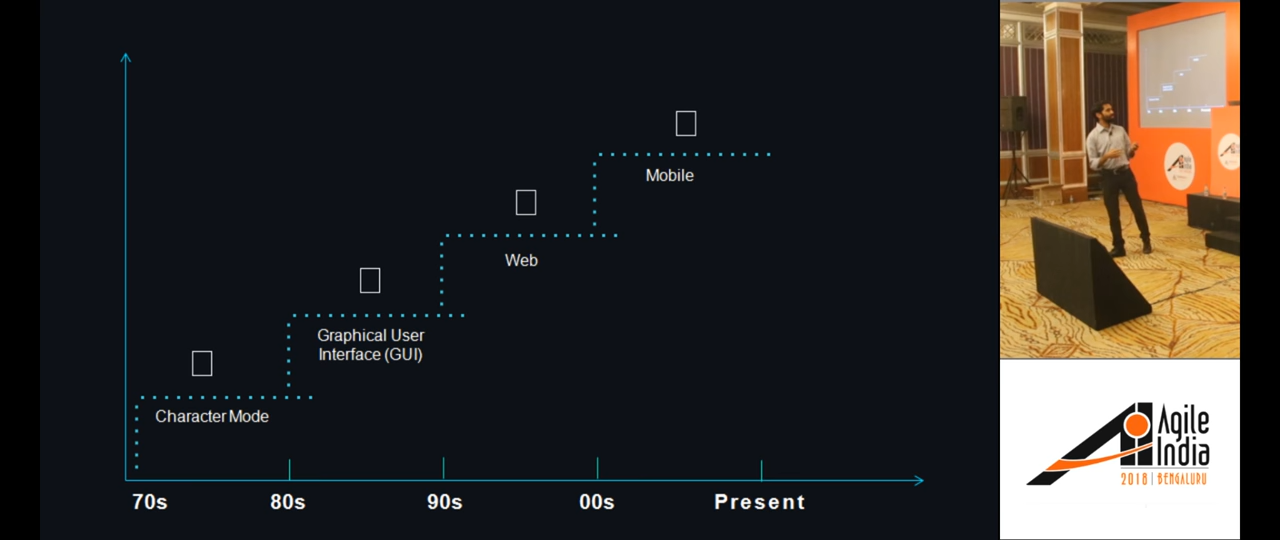 Mobile
Web
Graphical User
Interface (GUI)
Character Mode
70s 80s 90s 00s Present
Agile
India
2018 | BENGALURU